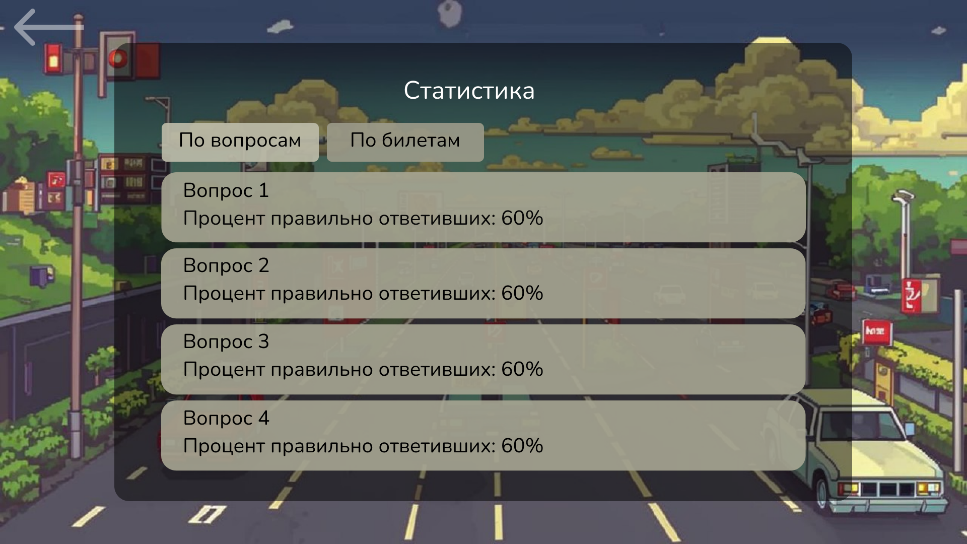 Статистика
По вопросам
По билетам
Вопрос 1
Процент правильно ответивших: 60%
Вопрос 2
Процент правильно ответивших: 60%
Вопрос 3
Процент правильно ответивших: 60%
Вопрос 4
Процент правильно ответивших: 60%